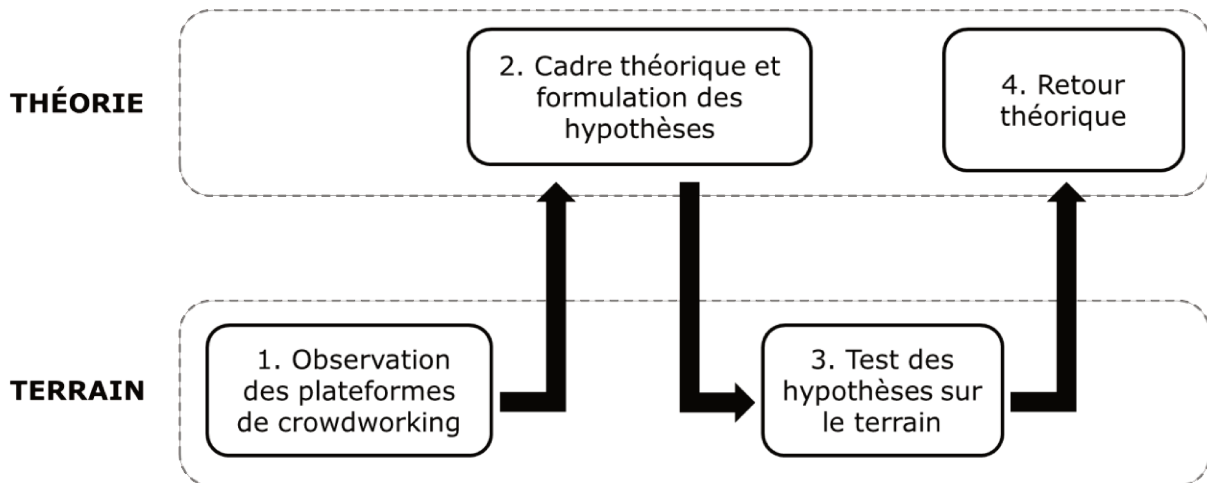 THÉORIE
2. Cadre théorique et
formulation des
hypothèses
4. Retour
théorique
TERRAIN
1. Observation
des plateformes
de crowdworking
3. Test des
hypothèses sur
le terrain